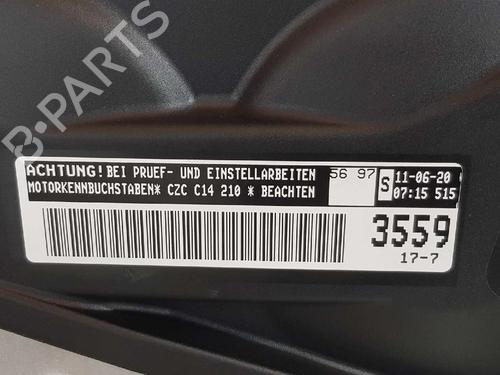 B-PARTS
ACHTUNG! BEI PRUEF- UND EINSTELLARBEITEN
MOTORKENNBUCHSTABEN* CZC C14 210 * BEACHTEN
56 97
S
11-06-20
07:15 515
3559
17-7